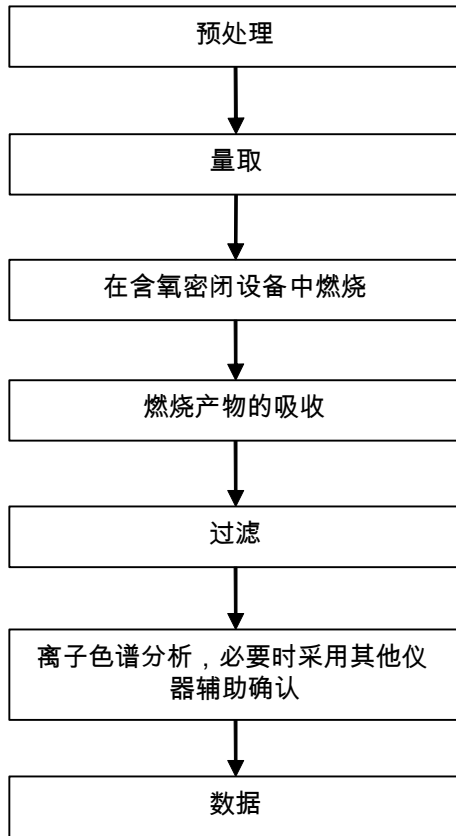 预处理
量取
在含氧密闭设备中燃烧
燃烧产物的吸收
过滤
离子色谱分析，必要时采用其他仪
器辅助确认
数据